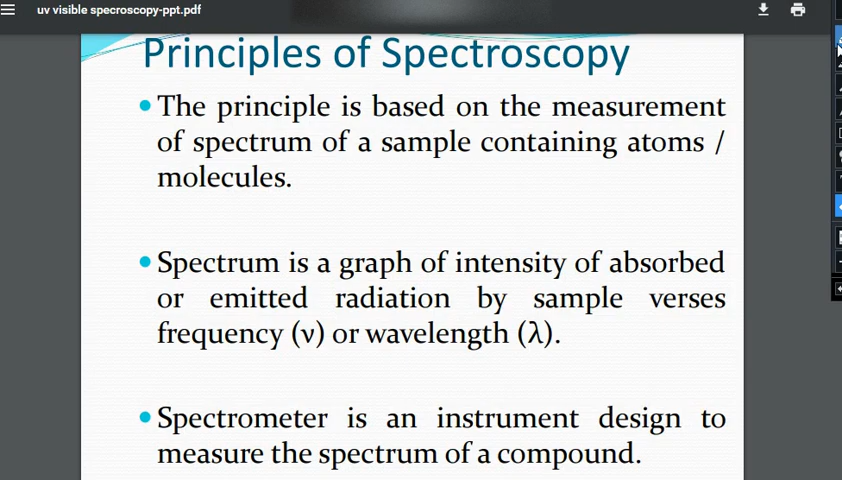 uv visible specroscopy-ppt.pdf
Principles of Spectroscopy
• The principle is based on the measurement
of spectrum of a sample containing atoms /
molecules.
• Spectrum is a graph of intensity of absorbed
or emitted radiation by sample verses
frequency (ν) or wavelength (λ).
• Spectrometer is an instrument design to
measure the spectrum of a compound.